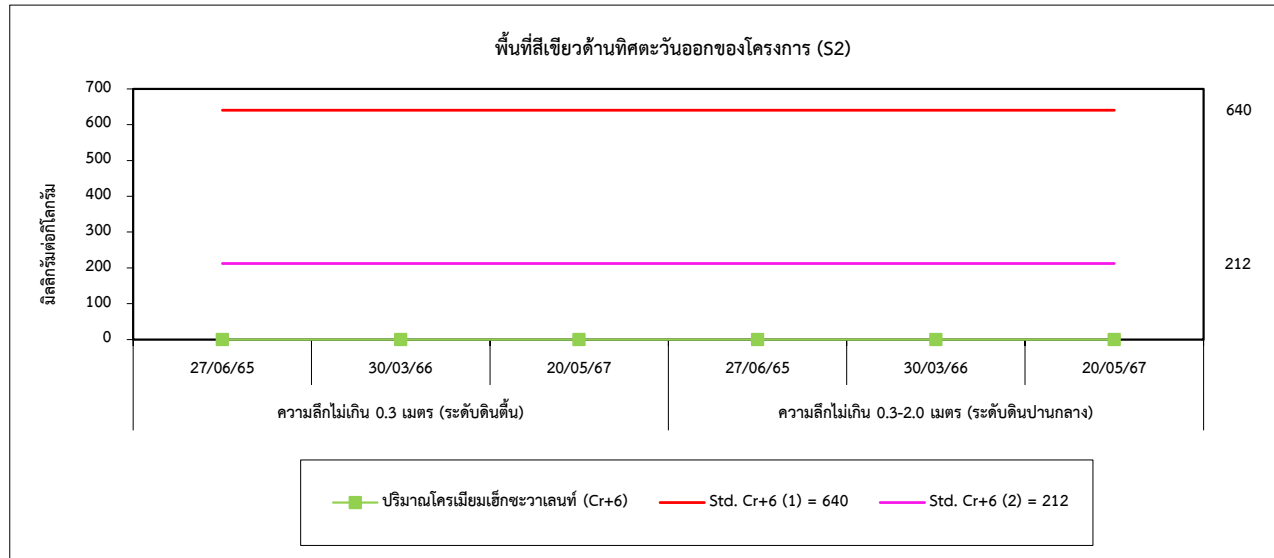 พื้นที่สีเขียวด้านทิศตะวันออกของโครงการ (S2)
มิลลิกรัมต่อกิโลกรัม
700
600
500
400
300
200
100
0
640
212
27/06/65 30/03/66 20/05/67 27/06/65 30/03/66 20/05/67
ความลึกไม่เกิน 0.3 เมตร (ระดับดินตื้น) ความลึกไม่เกิน 0.3-2.0 เมตร (ระดับดินปานกลาง)
ปริมาณโครเมียมเฮ็กซะวาเลนท์ (Cr+6) Std. Cr+6 (1) = 640 Std. Cr+6 (2) = 212